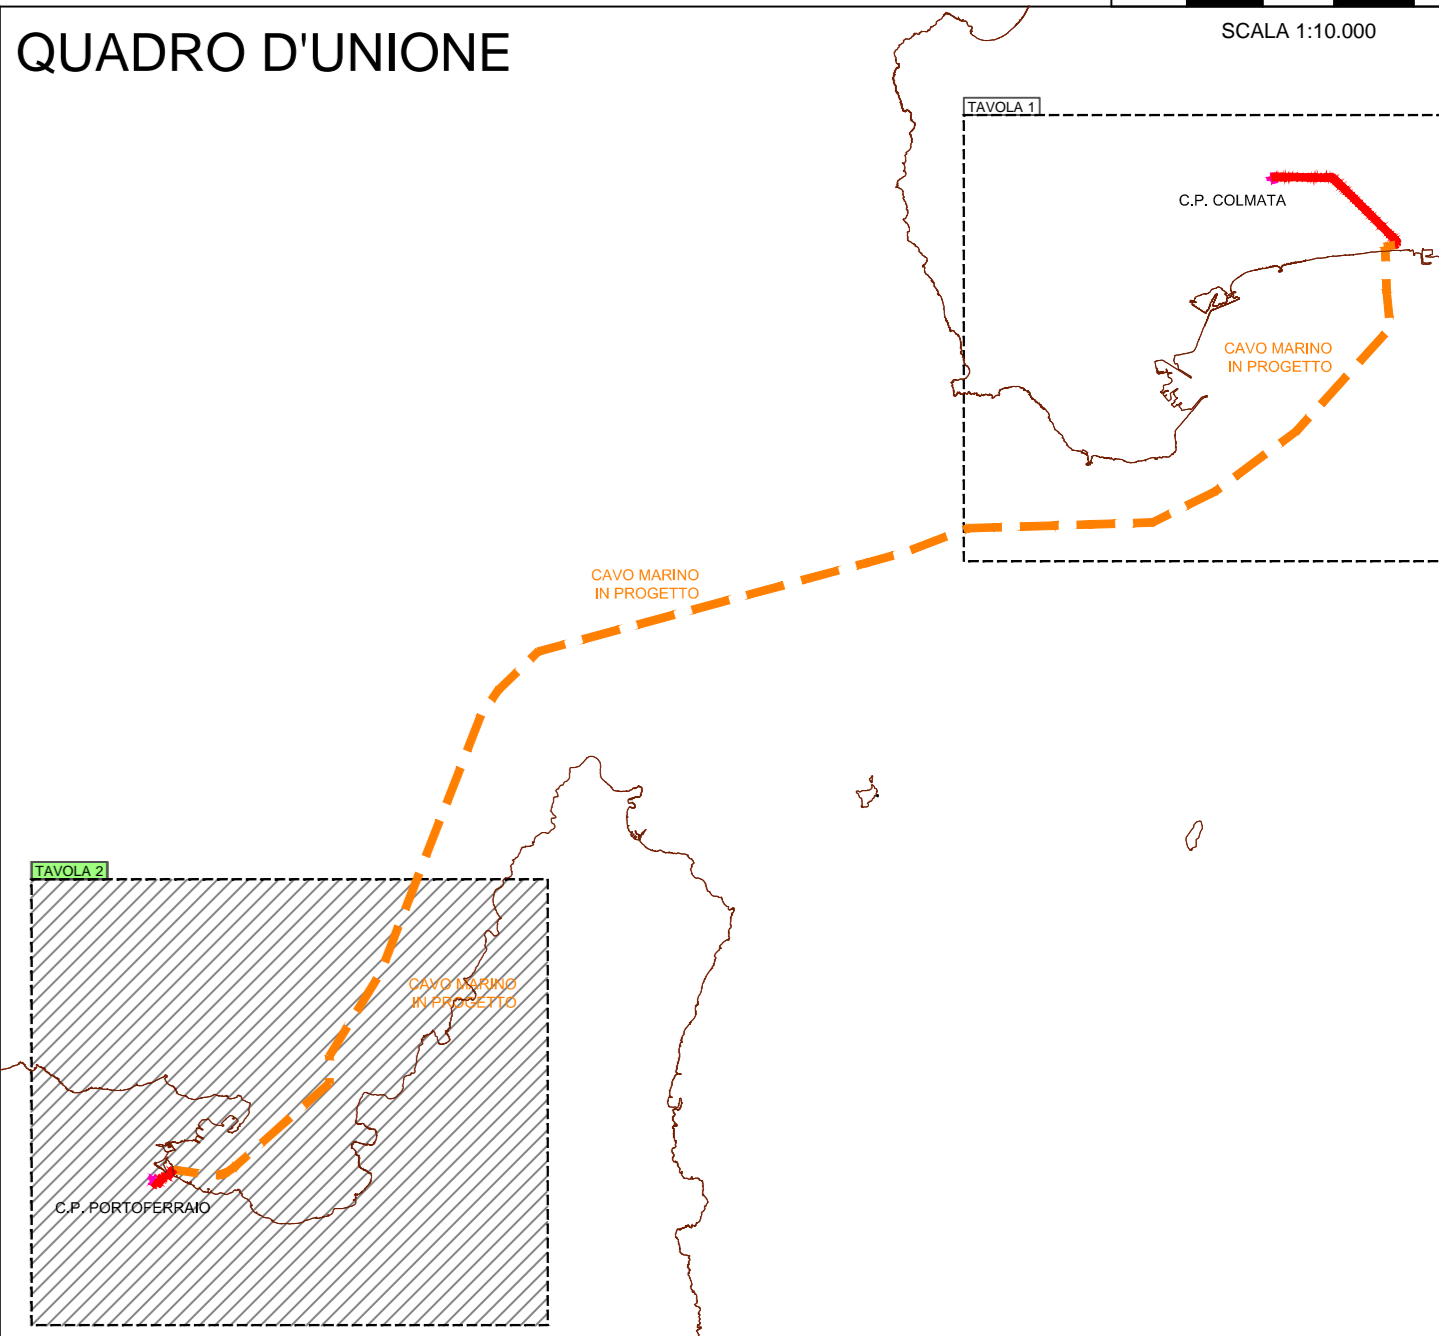 QUADRO D'UNIONE
SCALA 1:10.000
TAVOLA 1
C.P. COLMATA
CAVO MARINO
IN PROGETTO
CAVO MARINO
IN PROGETTO
TAVOLA 2
CAVO MARINO
IN PROGETTO
C.P. PORTOFERRAIO